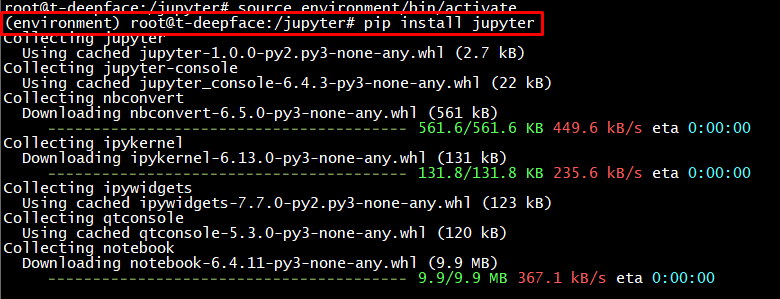 root@t-deepface:/jupyter# source environment/bin/activate
(environment) root@t-deepface:/jupyter# pip install jupyter
Collecting jupyter
  Using cached jupyter-1.0.0-py2.py3-none-any.whl (2.7 kB)
Collecting jupyter-console
  Using cached jupyter_console-6.4.3-py3-none-any.whl (22 kB)
Collecting nbconvert
  Downloading nbconvert-6.5.0-py3-none-any.whl (561 kB)
     ---------------------------------------- 561.6/561.6 KB 449.6 kB/s eta 0:00:00
Collecting ipykernel
  Downloading ipykernel-6.13.0-py3-none-any.whl (131 kB)
     ---------------------------------------- 131.8/131.8 KB 235.6 kB/s eta 0:00:00
Collecting ipywidgets
  Using cached ipywidgets-7.7.0-py2.py3-none-any.whl (123 kB)
Collecting qtconsole
  Using cached qtconsole-5.3.0-py3-none-any.whl (120 kB)
Collecting notebook
  Downloading notebook-6.4.11-py3-none-any.whl (9.9 MB)
     ---------------------------------------- 9.9/9.9 MB 367.1 kB/s eta 0:00:00